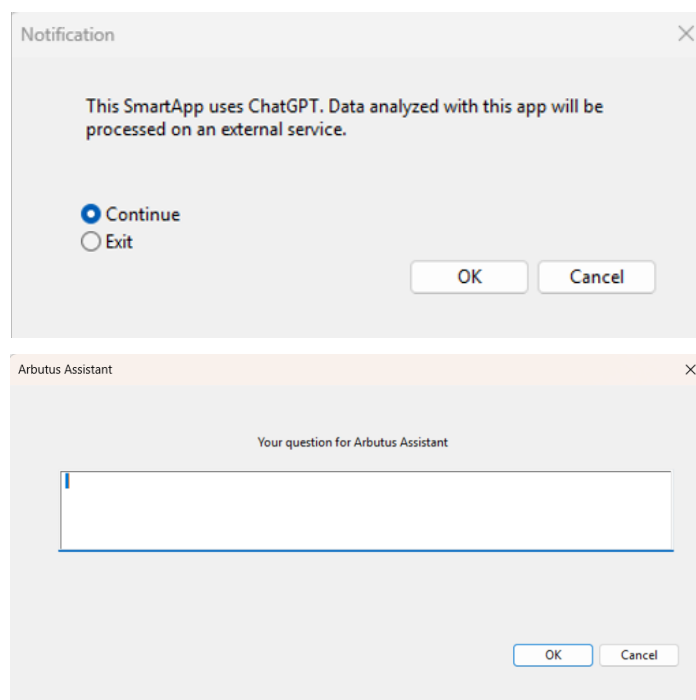 Notification
This SmartApp uses ChatGPT. Data analyzed with this app will be
processed on an external service.
Continue
Exit
OK Cancel
Arbutus Assistant
Your question for Arbutus Assistant
OK Cancel